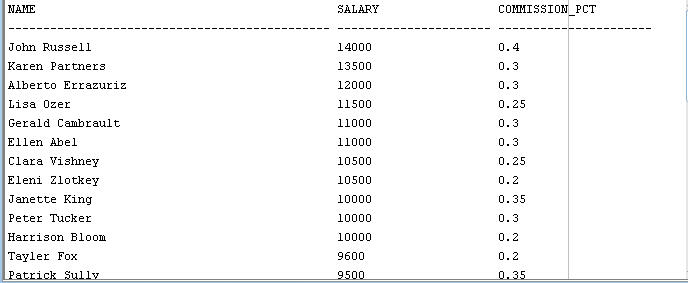 NAME SALARY COMMISSION_PCT
---------------------------------------------- ---------------------- ----------------------
John Russell 14000 0.4
Karen Partners 13500 0.3
Alberto Errazuriz 12000 0.3
Lisa Ozer 11500 0.25
Gerald Cambrault 11000 0.3
Ellen Abel 11000 0.3
Clara Vishney 10500 0.25
Eleni Zlotkey 10500 0.2
Janette King 10000 0.35
Peter Tucker 10000 0.3
Harrison Bloom 10000 0.2
Tayler Fox 9600 0.2
Patrick Sully 9500 0.35